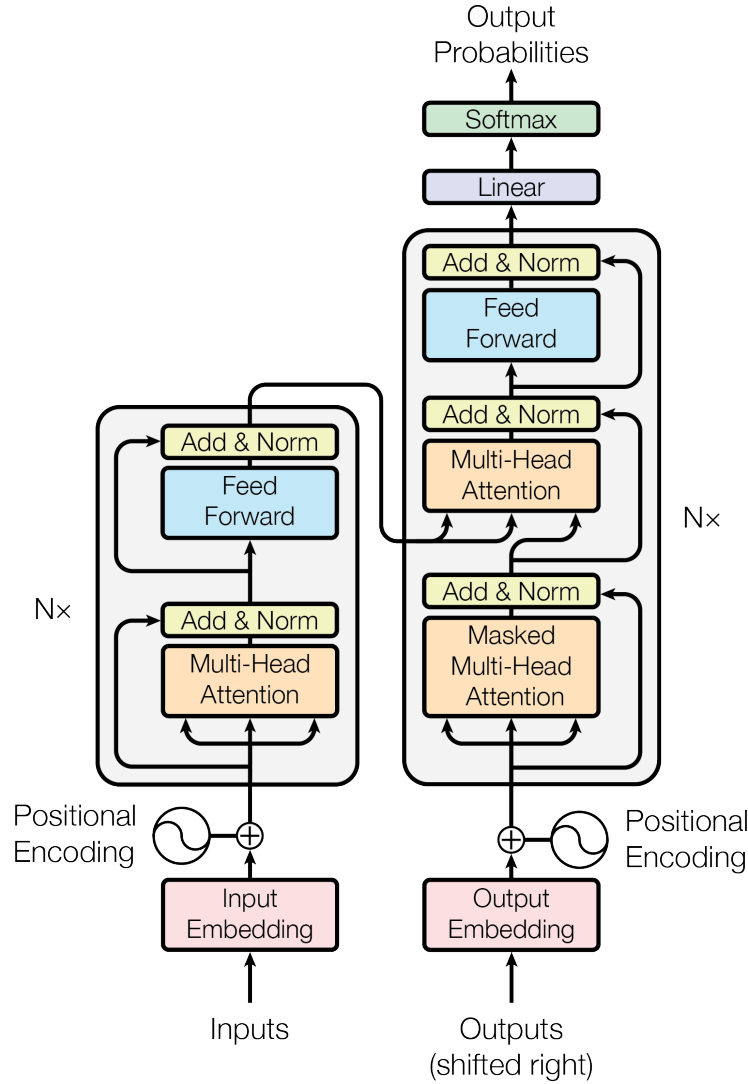 Output
Probabilities
Softmax
Linear
Add & Norm
Feed
Forward
Add & Norm
Multi-Head
Attention
Add & Norm
Masked
Multi-Head
Attention
N×
Add & Norm
Feed
Forward
Add & Norm
Multi-Head
Attention
N×
Positional
Encoding
Positional
Encoding
Input
Embedding
Output
Embedding
Inputs
Outputs
(shifted right)